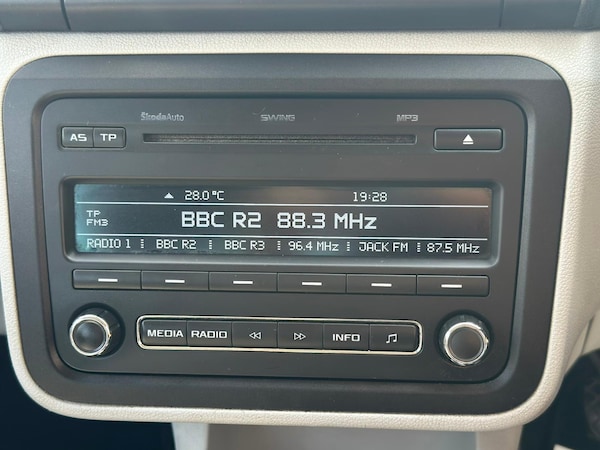 ŠkodaAuto SWING MP3
AS TP
28.0°C 19:28
TP
FM3
BBC R2 88.3 MHz
RADIO 1 BBC R2 BBC R3 96.4 MHz JACK FM 87.5 MHz
MEDIA RADIO INFO